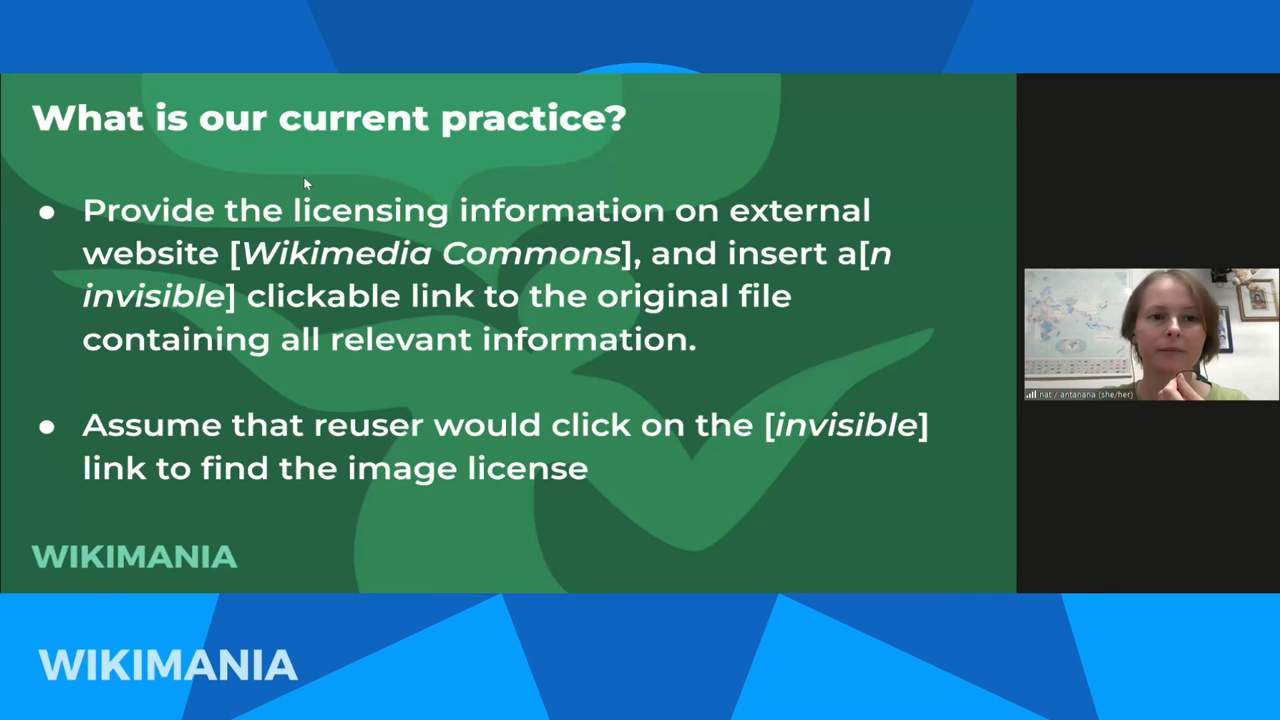 What is our current practice?
● Provide the licensing information on external
website [Wikimedia Commons], and insert a[n
invisible] clickable link to the original file
containing all relevant information.
● Assume that reuser would click on the [invisible]
link to find the image license
WIKIMANIA
nat / antanana (she/her)
WIKIMANIA